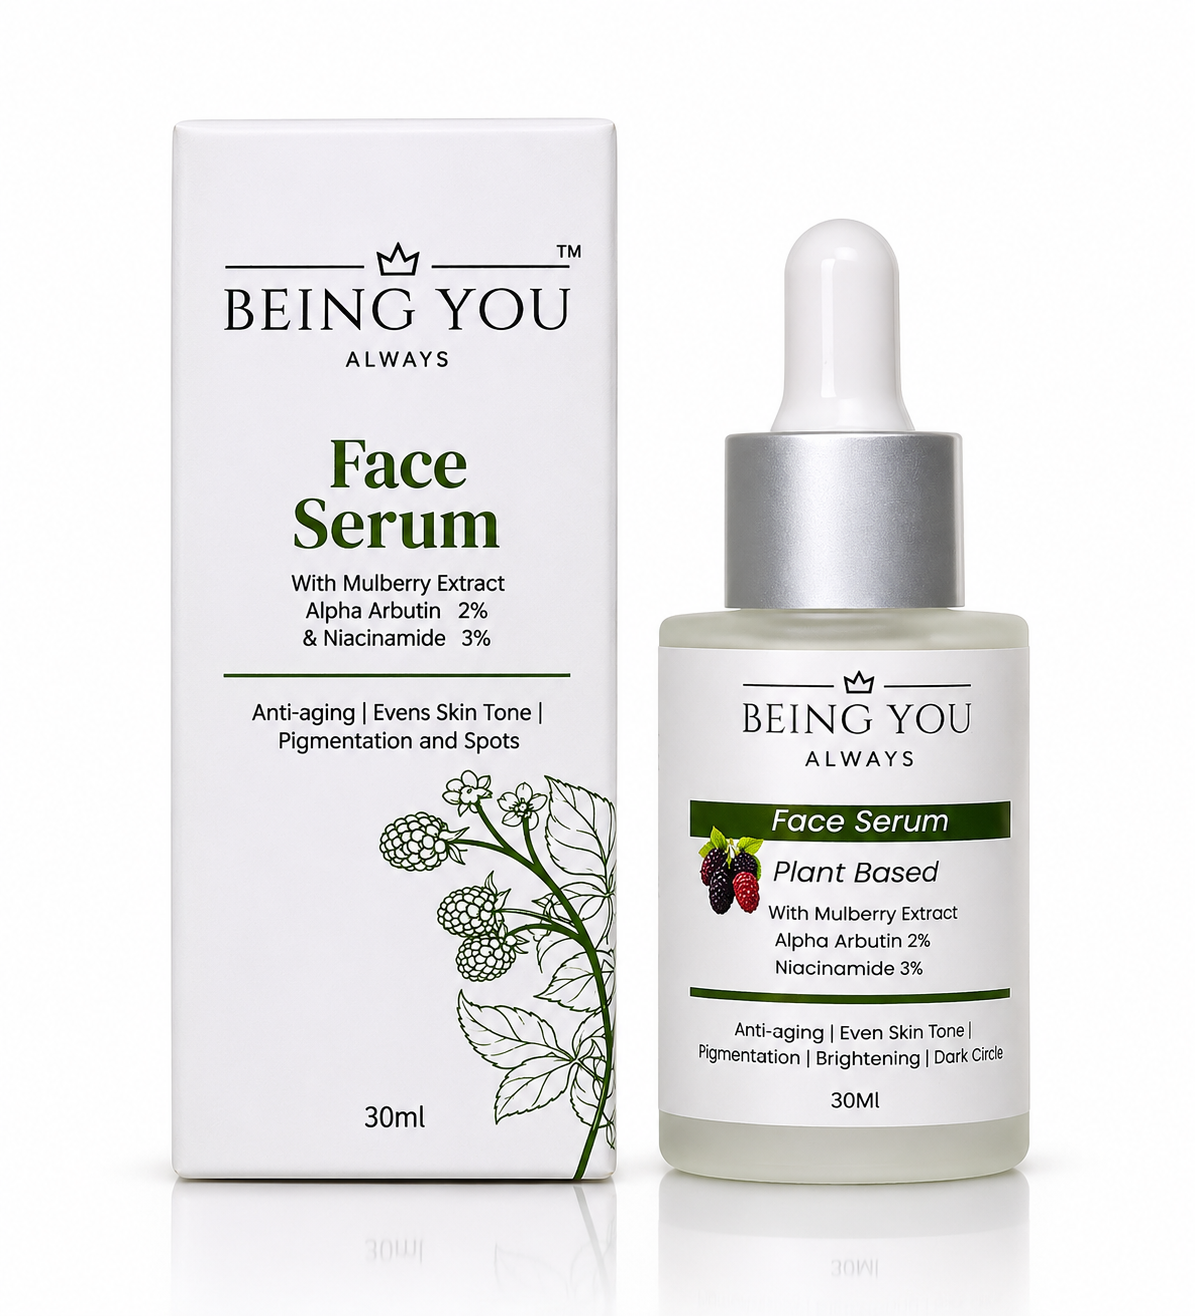 BEING YOU
TM
ALWAYS
Face
Serum
With Mulberry Extract
Alpha Arbutin 2%
& Niacinamide 3%
Anti-aging | Evens Skin Tone |
Pigmentation and Spots
30ml
BEING YOU
ALWAYS
Face Serum
Plant Based
With Mulberry Extract
Alpha Arbutin 2%
Niacinamide 3%
Anti-aging | Even Skin Tone |
Pigmentation | Brightening | Dark Circle
30Ml